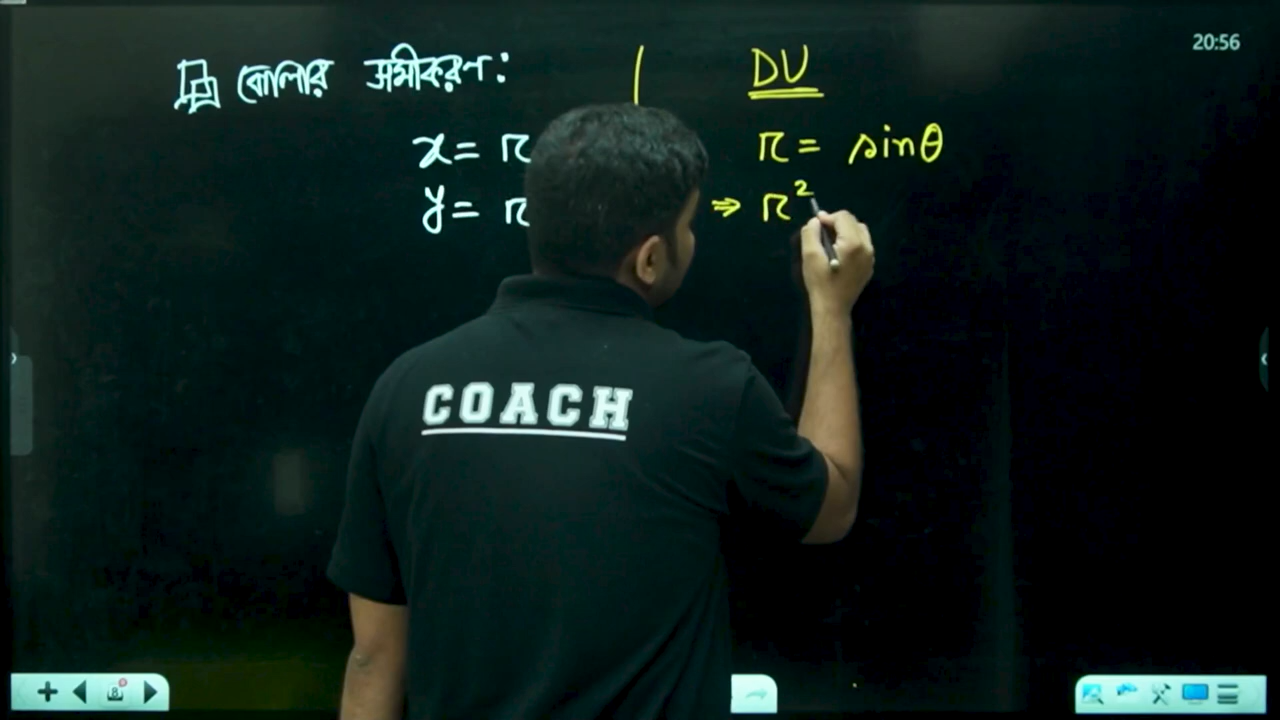 20:56
পোলার সমীকরণ:
DU
x = r
r = sinθ
y = r
⇒ r²
COACH